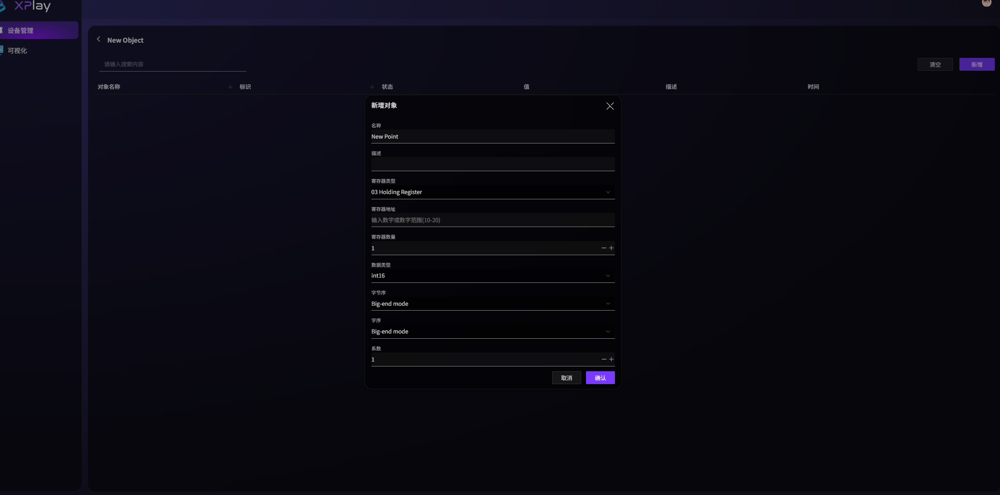 XPlay
设备管理
可视化
New Object
请输入搜索内容
清空
新增
对象名称
标识
状态
值
描述
时间
新增对象
名称
New Point
描述
寄存器类型
03 Holding Register
寄存器地址
输入数字或数字范围(10-20)
寄存器数量
1
数据类型
int16
字节序
Big-end mode
字序
Big-end mode
系数
1
取消
确认